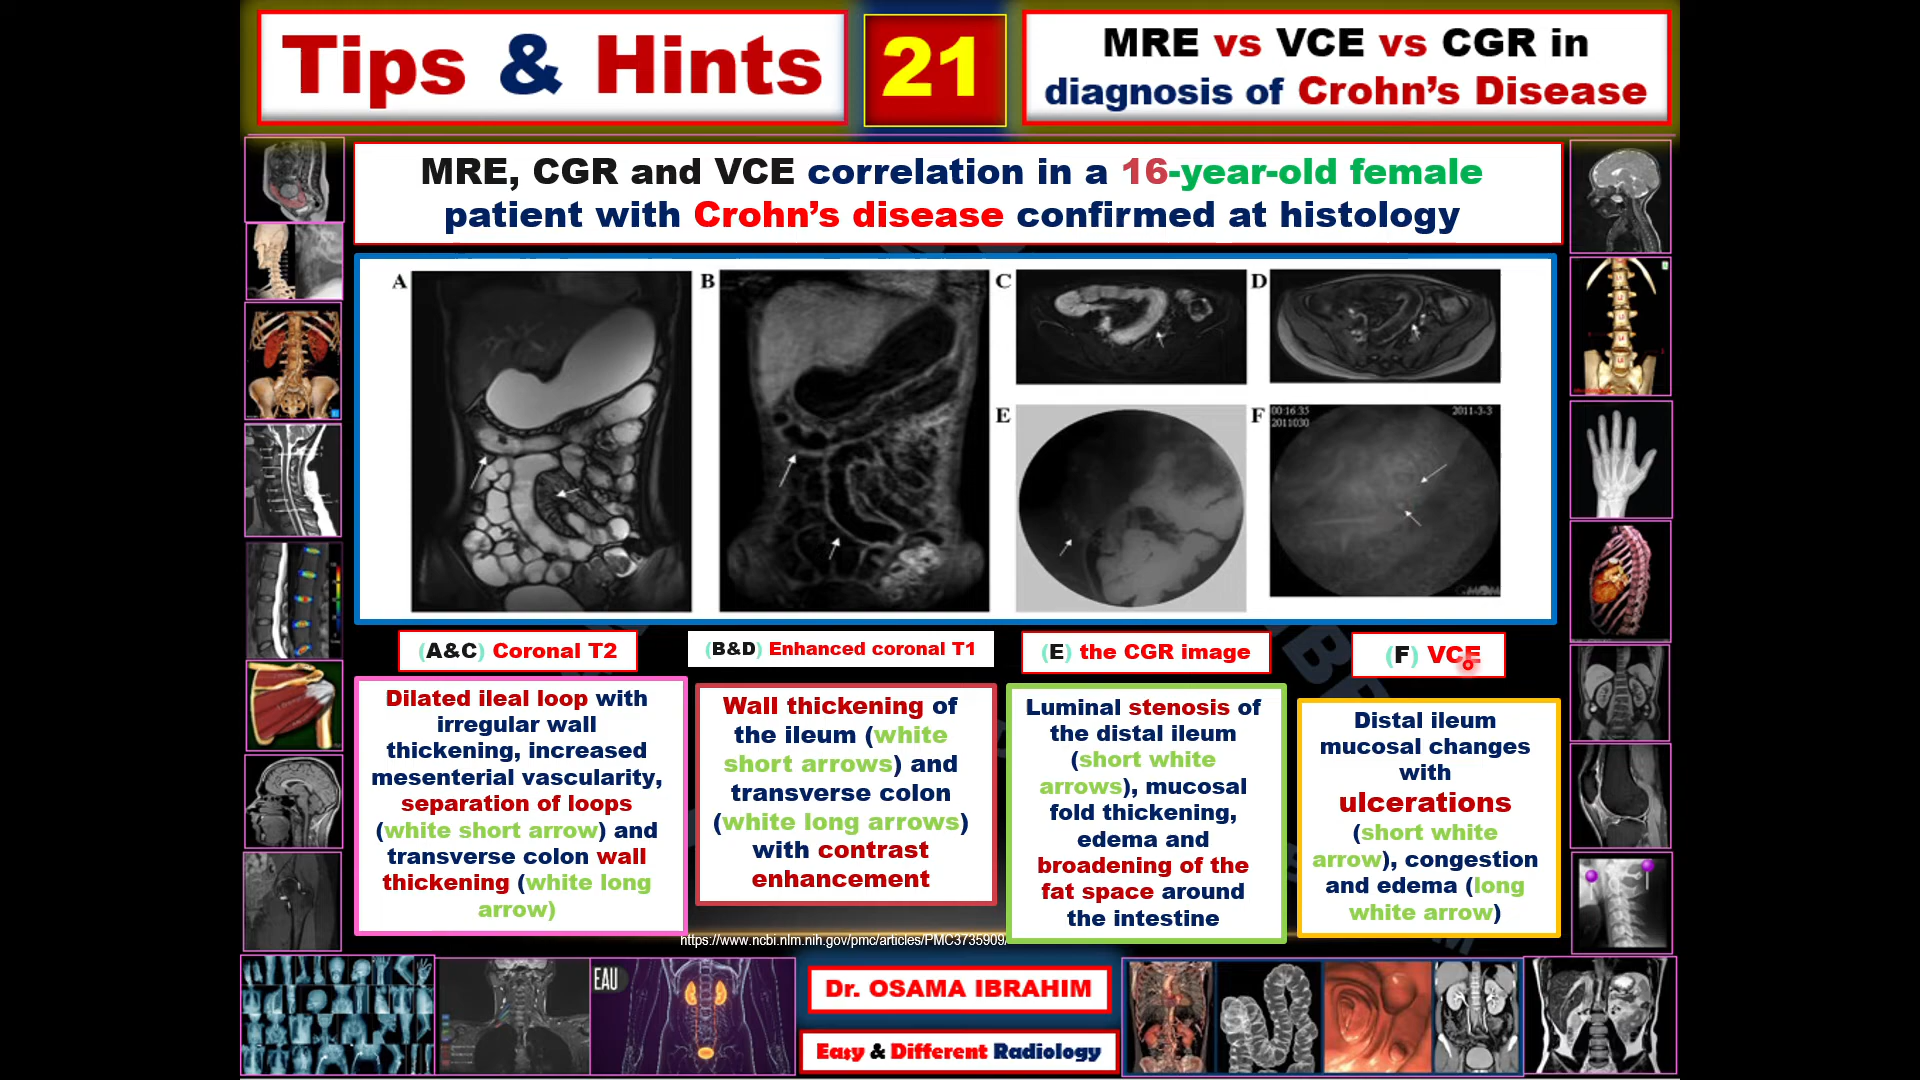 Tips & Hints
21
MRE vs VCE vs CGR in
diagnosis of Crohn's Disease
MRE, CGR and VCE correlation in a 16-year-old female
patient with Crohn's disease confirmed at histology
A
B
C
D
E
F
00:16:35
2011030
2011-3-3
(A&C) Coronal T2
(B&D) Enhanced coronal T1
(E) the CGR image
(F) VCE
Dilated ileal loop with
irregular wall
thickening, increased
mesenterial vascularity,
separation of loops
(white short arrow) and
transverse colon wall
thickening (white long
arrow)
Wall thickening of
the ileum (white
short arrows) and
transverse colon
(white long arrows)
with contrast
enhancement
Luminal stenosis of
the distal ileum
(short white
arrows), mucosal
fold thickening,
edema and
broadening of the
fat space around
the intestine
Distal ileum
mucosal changes
with
ulcerations
(short white
arrow), congestion
and edema (long
white arrow)
https://www.ncbi.nlm.nih.gov/pmc/articles/PMC3735909/
EAU
Dr. OSAMA IBRAHIM
Easy & Different Radiology